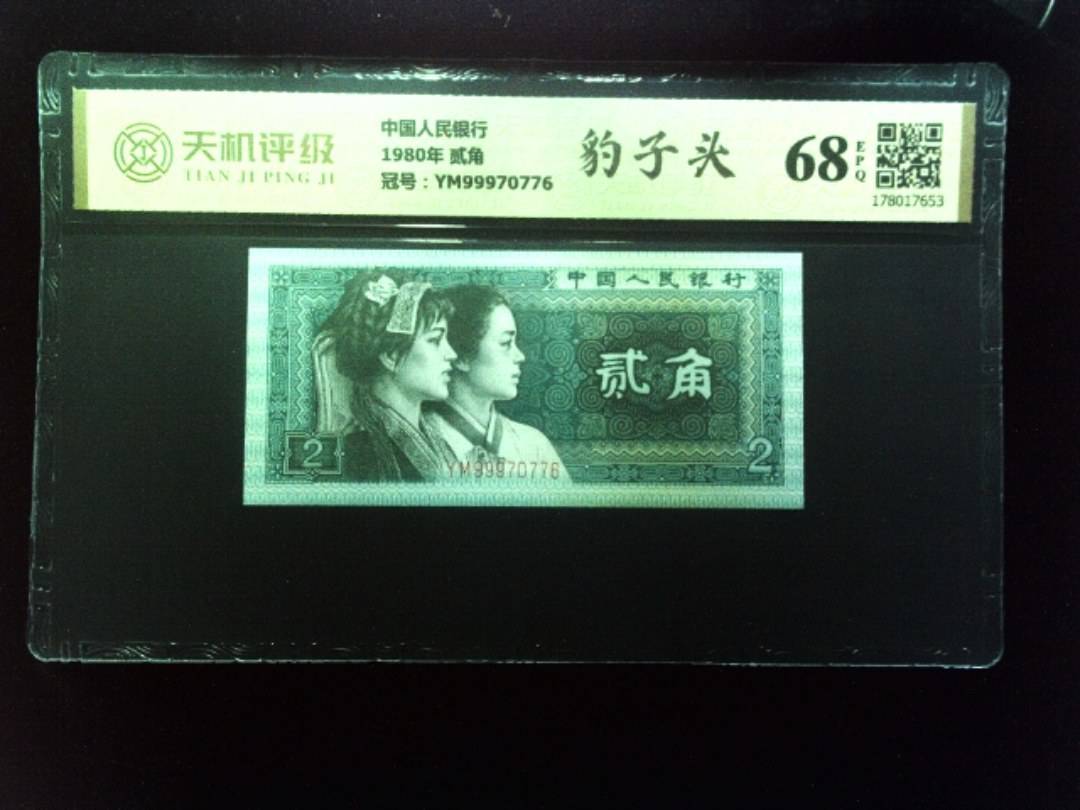 天机评级
TIAN JI PING JI
中国人民银行
1980年 贰角
冠号：YM99970776
豹子头
68
EPQ
178017653
中国人民银行
贰角
2
2
YM99970776